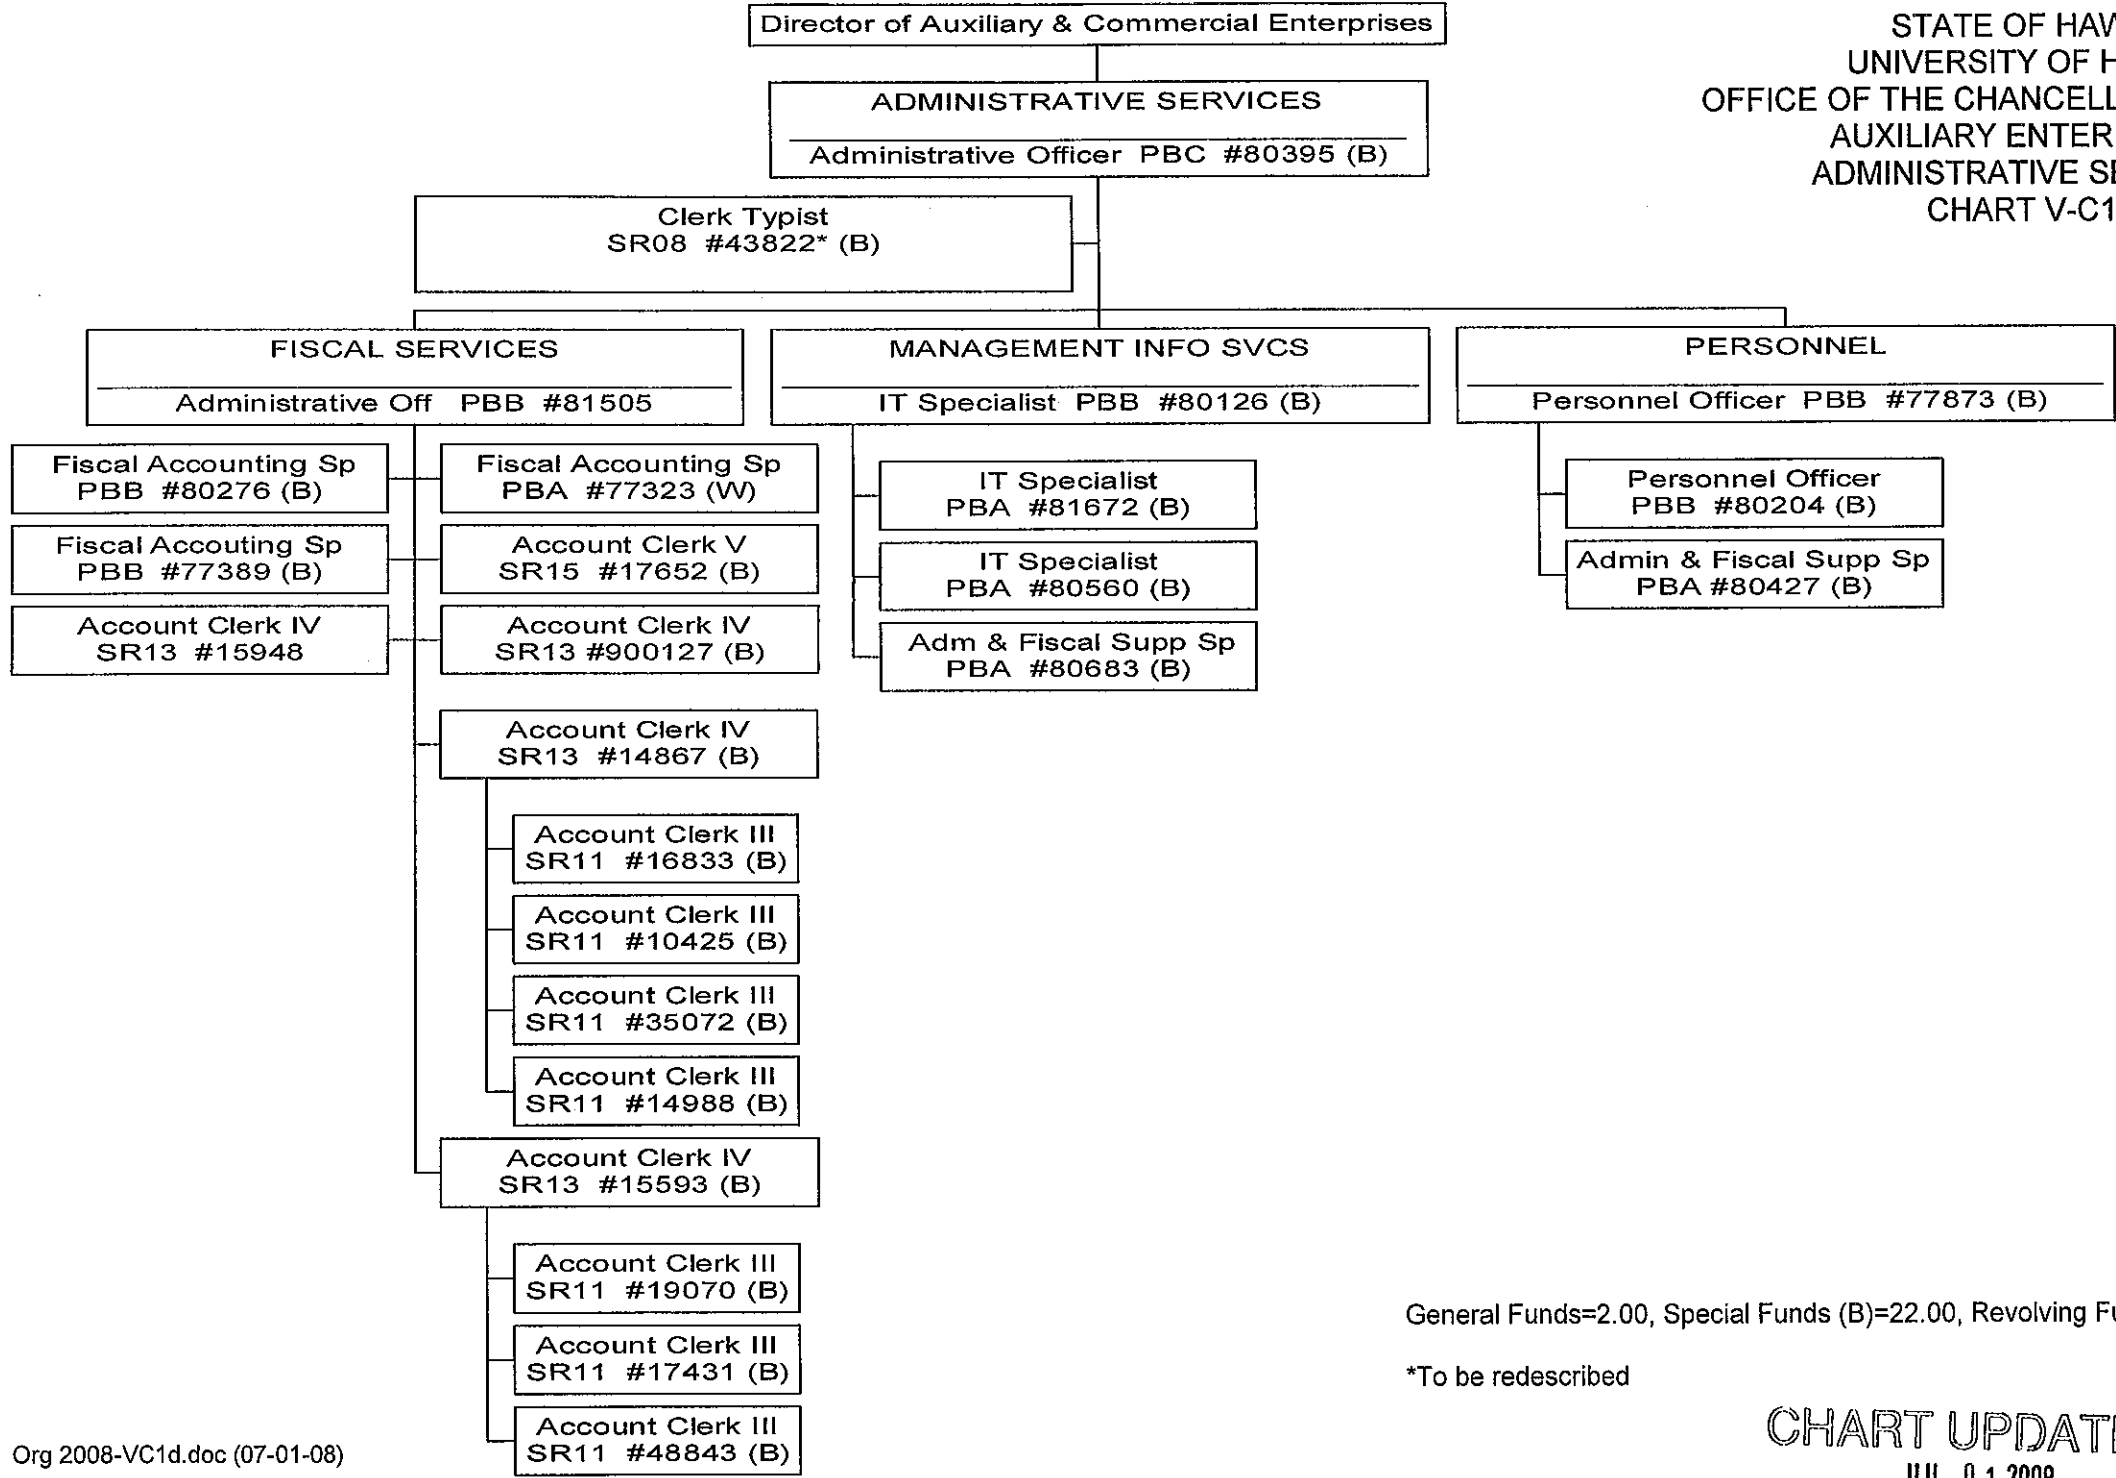 Director of Auxiliary & Commercial Enterprises
STATE OF
UNIVERSITY OF
OFFICE OF THE
AUXILIARY
ADMINISTRATIVE
CHART V-C1
ADMINISTRATIVE SERVICES
Administrative Officer PBC #80395 (B)
Clerk Typist
SR08 #43822* (B)
FISCAL SERVICES
Administrative Off PBB #81505
Fiscal Accounting Sp
PBB #80276 (B)
Fiscal Accounting Sp
PBA #77323 (W)
Fiscal Accouting Sp
PBB #77389 (B)
Account Clerk V
SR15 #17652 (B)
Account Clerk IV
SR13 #15948
Account Clerk IV
SR13 #900127 (B)
Account Clerk IV
SR13 #14867 (B)
Account Clerk III
SR11 #16833 (B)
Account Clerk III
SR11 #10425 (B)
Account Clerk III
SR11 #35072 (B)
Account Clerk III
SR11 #14988 (B)
Account Clerk IV
SR13 #15593 (B)
Account Clerk III
SR11 #19070 (B)
Account Clerk III
SR11 #17431 (B)
Account Clerk III
SR11 #48843 (B)
MANAGEMENT INFO SVCS
IT Specialist PBB #80126 (B)
IT Specialist
PBA #81672 (B)
IT Specialist
PBA #80560 (B)
Adm & Fiscal Supp Sp
PBA #80683 (B)
PERSONNEL
Personnel Officer PBB #77873 (B)
Personnel Officer
PBB #80204 (B)
Admin & Fiscal Supp Sp
PBA #80427 (B)
General Funds=2.00, Special Funds (B)=22.00, Revolving
*To be redescribed
CHART
Org 2008-VC1d.doc (07-01-08)